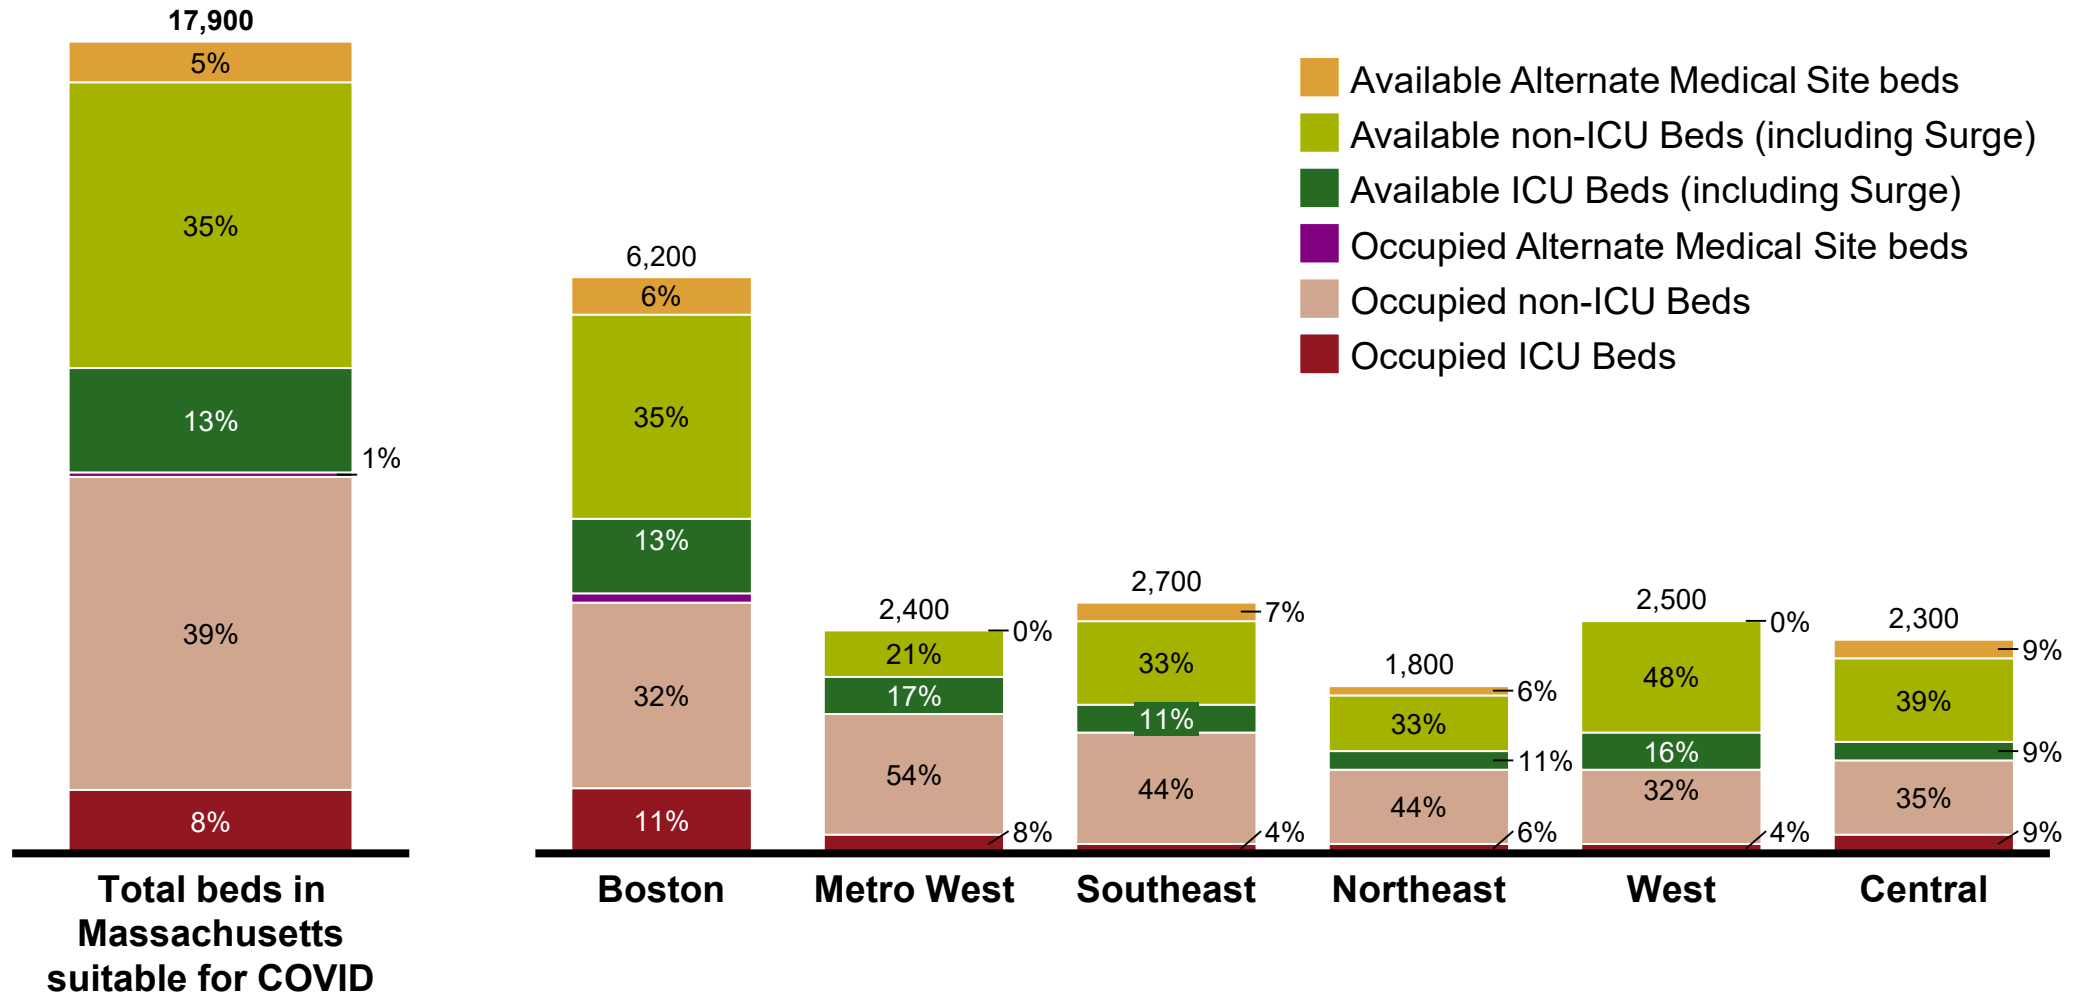 17,900
5%
35%
13%
1%
39%
8%
Total beds in
Massachusetts
suitable for COVID
6,200
6%
35%
13%
32%
11%
Boston
2,400
0%
21%
17%
54%
8%
Metro West
2,700
7%
33%
11%
44%
4%
Southeast
1,800
6%
33%
11%
44%
6%
Northeast
2,500
0%
48%
16%
32%
4%
West
2,300
9%
39%
9%
35%
9%
Central
Available Alternate Medical Site beds
Available non-ICU Beds (including Surge)
Available ICU Beds (including Surge)
Occupied Alternate Medical Site beds
Occupied non-ICU Beds
Occupied ICU Beds